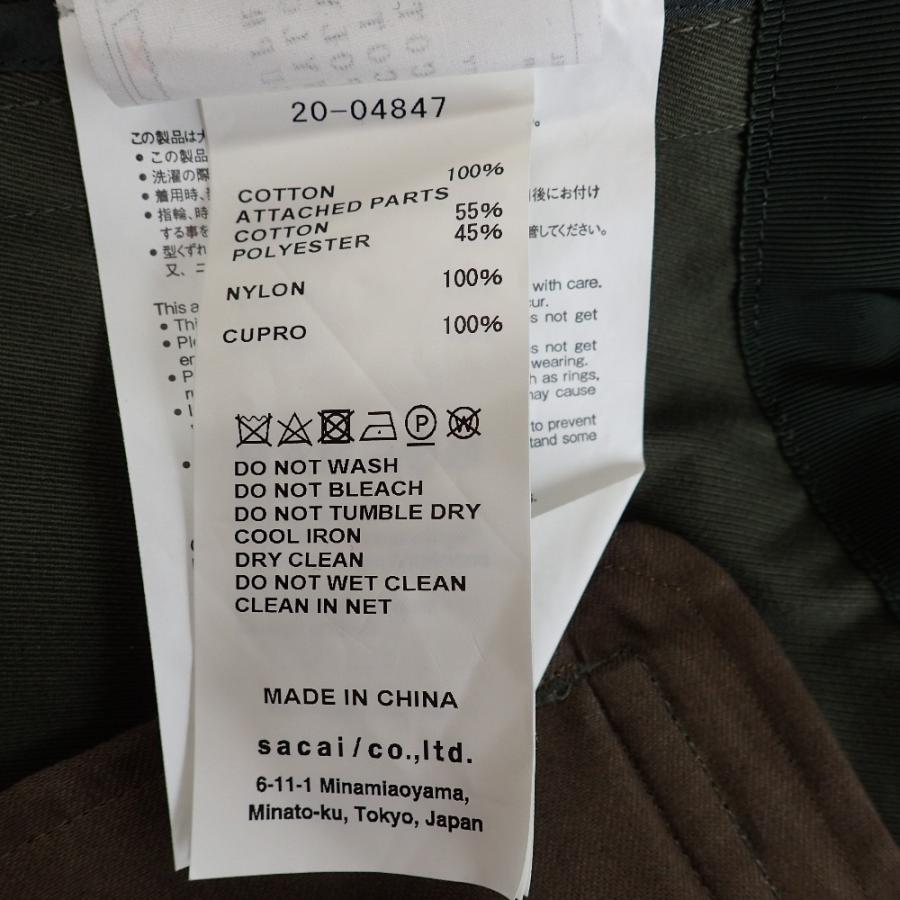 20-04847
COTTON 100%
ATTACHED PARTS
COTTON 55%
POLYESTER 45%
NYLON 100%
CUPRO 100%
P W
DO NOT WASH
DO NOT BLEACH
DO NOT TUMBLE DRY
COOL IRON
DRY CLEAN
DO NOT WET CLEAN
CLEAN IN NET
MADE IN CHINA
sacai/co.,ltd.
6-11-1 Minamiaoyama,
Minato-ku, Tokyo, Japan
この製品は
• この製品
• 洗濯の際
• 着用時、
• 指輪、時
する事を
• 型くずれ
又、
後にお付け
してください。
This
with care.
s not get
s not get
wearing.
as rings,
may cause
to prevent
some